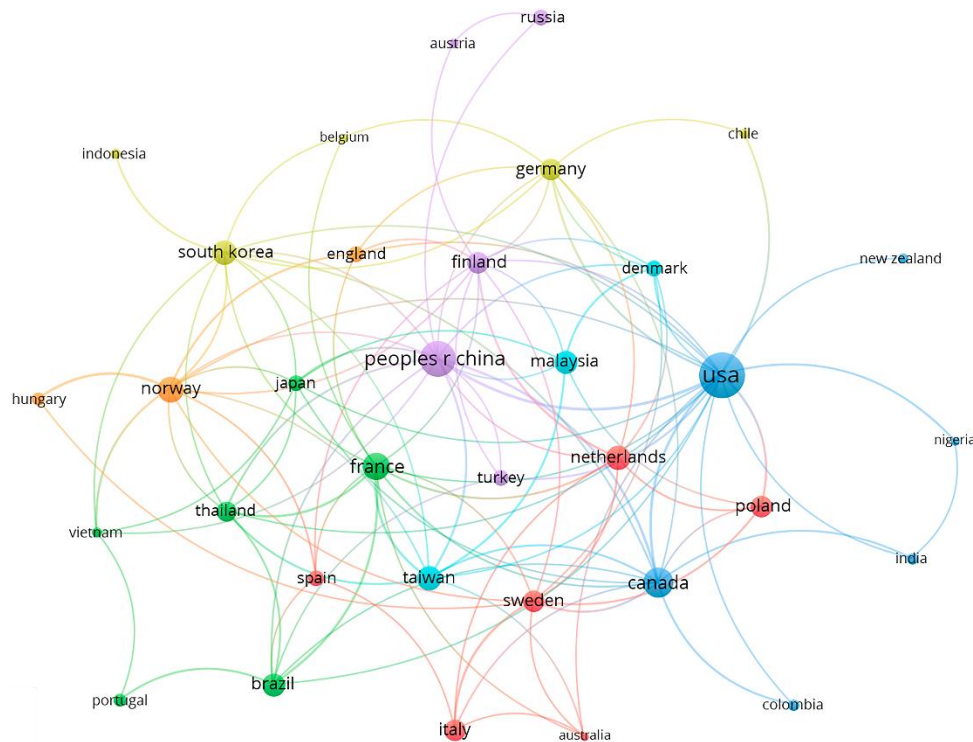 russia
austria
belgium
chile
indonesia
germany
south korea
england
finland
denmark
new zealand
peoples r china
malaysia
usa
norway
japan
hungary
nigeria
france
netherlands
turkey
thailand
poland
vietnam
india
spain
taiwan
canada
sweden
brazil
portugal
colombia
italy
australia